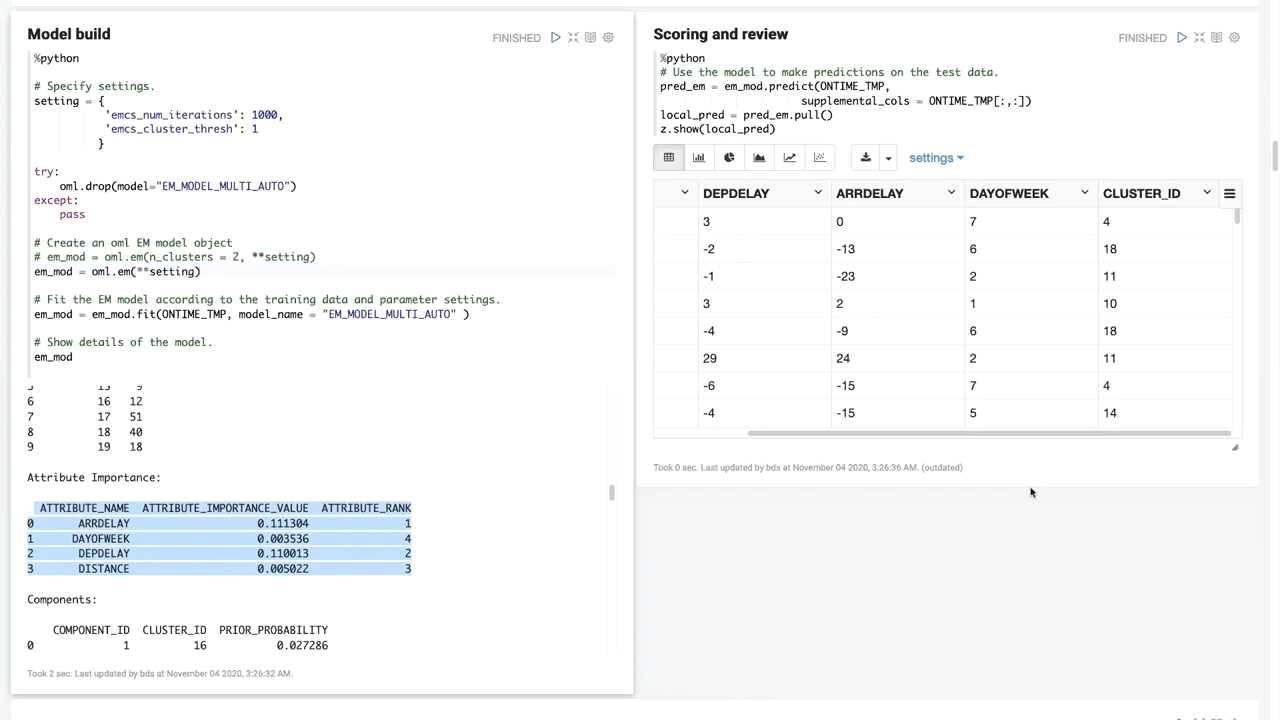 Model build
FINISHED
%python
# Specify settings.
setting = {
'emcs_num_iterations': 1000,
'emcs_cluster_thresh': 1
}
try:
oml.drop(model="EM_MODEL_MULTI_AUTO")
except:
pass
# Create an oml EM model object
# em_mod = oml.em(n_clusters = 2, **setting)
em_mod = oml.em(**setting)
# Fit the EM model according to the training data and parameter settings.
em_mod = em_mod.fit(ONTIME_TMP, model_name = "EM_MODEL_MULTI_AUTO" )
# Show details of the model.
em_mod
6 16 12
7 17 51
8 18 40
9 19 18
Attribute Importance:
ATTRIBUTE_NAME ATTRIBUTE_IMPORTANCE_VALUE ATTRIBUTE_RANK
0 ARRDELAY 0.111304 1
1 DAYOFWEEK 0.003536 4
2 DEPDELAY 0.110013 2
3 DISTANCE 0.005022 3
Components:
COMPONENT_ID CLUSTER_ID PRIOR_PROBABILITY
0 1 16 0.027286
Took 2 sec. Last updated by bds at November 04 2020, 3:26:32 AM.
Scoring and review
FINISHED
%python
# Use the model to make predictions on the test data.
pred_em = em_mod.predict(ONTIME_TMP,
supplemental_cols = ONTIME_TMP[:,:])
local_pred = pred_em.pull()
z.show(local_pred)
settings
DEPDELAY ARRDELAY DAYOFWEEK CLUSTER_ID
3 0 7 4
-2 -13 6 18
-1 -23 2 11
3 2 1 10
-4 -9 6 18
29 24 2 11
-6 -15 7 4
-4 -15 5 14
Took 0 sec. Last updated by bds at November 04 2020, 3:26:36 AM. (outdated)